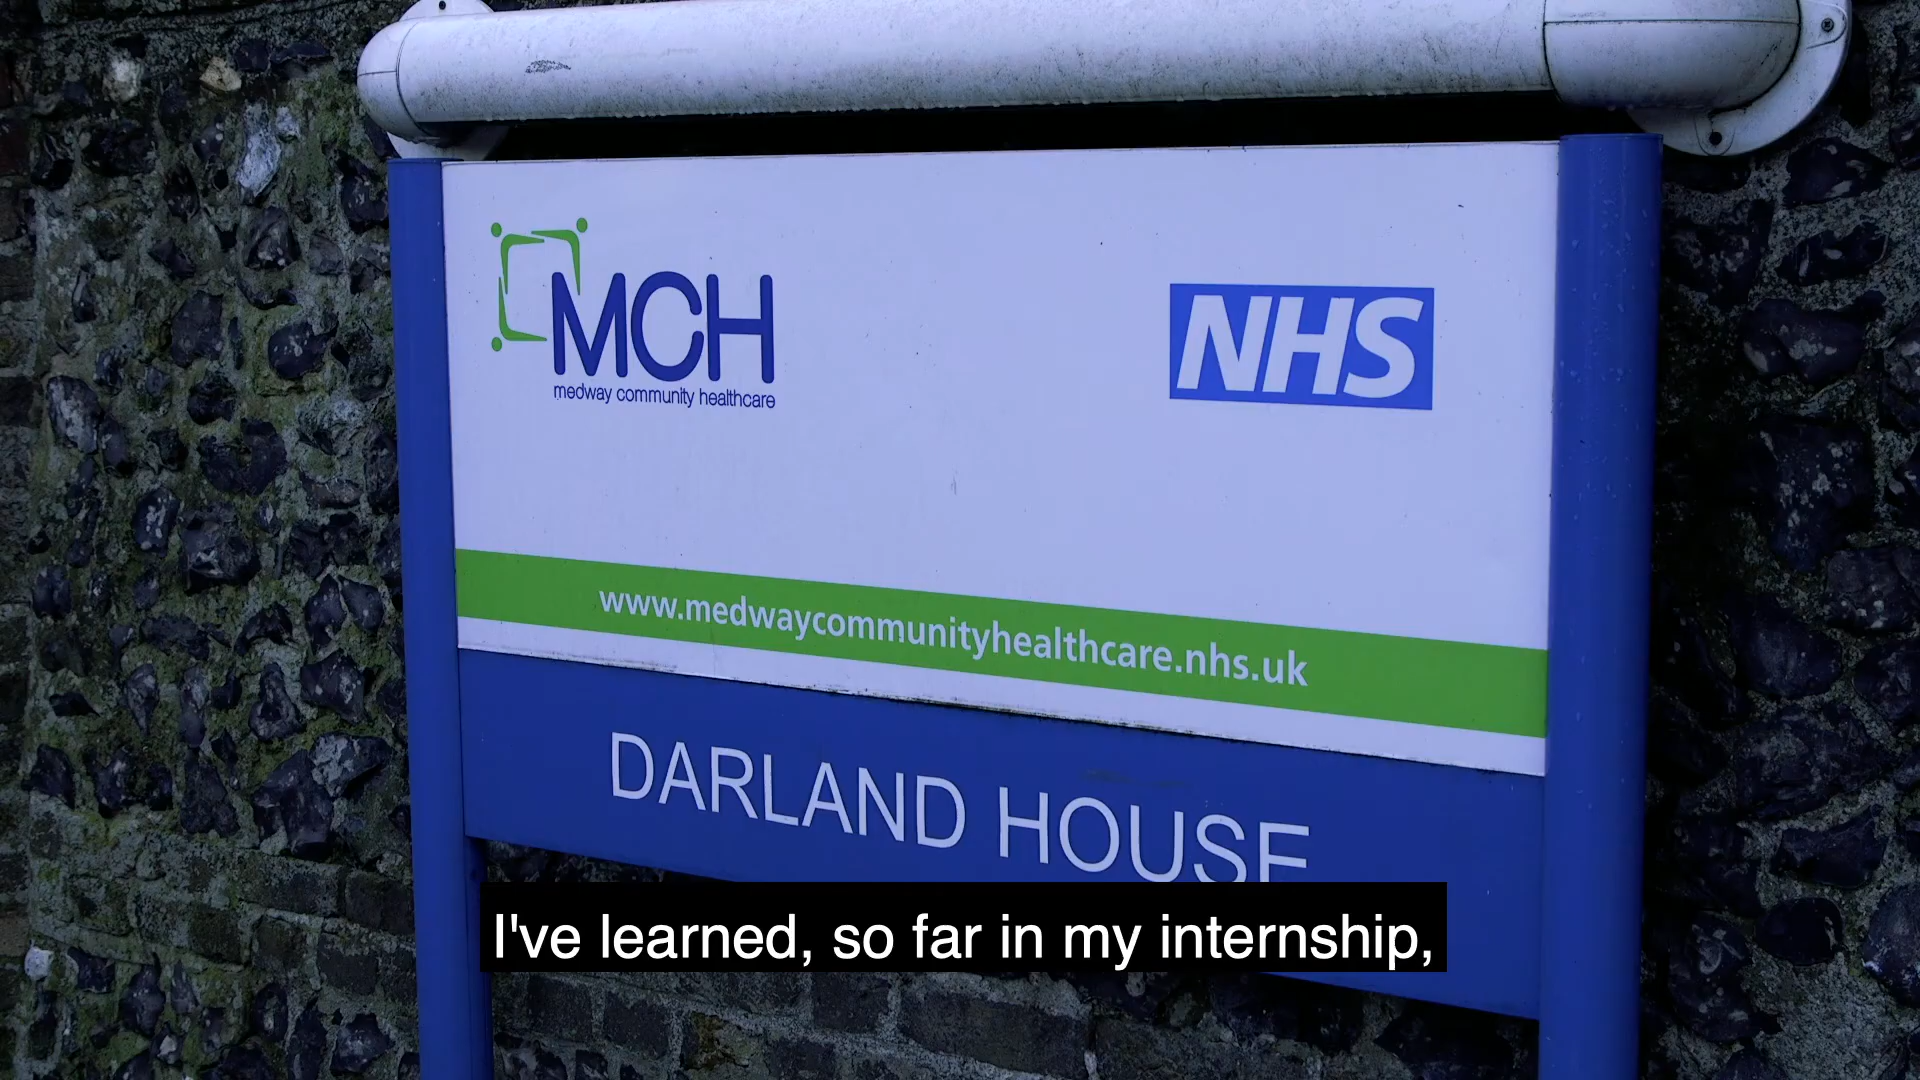 MCH
medway community healthcare
NHS
www.medwaycommunityhealthcare.nhs.uk
DARLAND HOUSE
I've learned, so far in my internship,